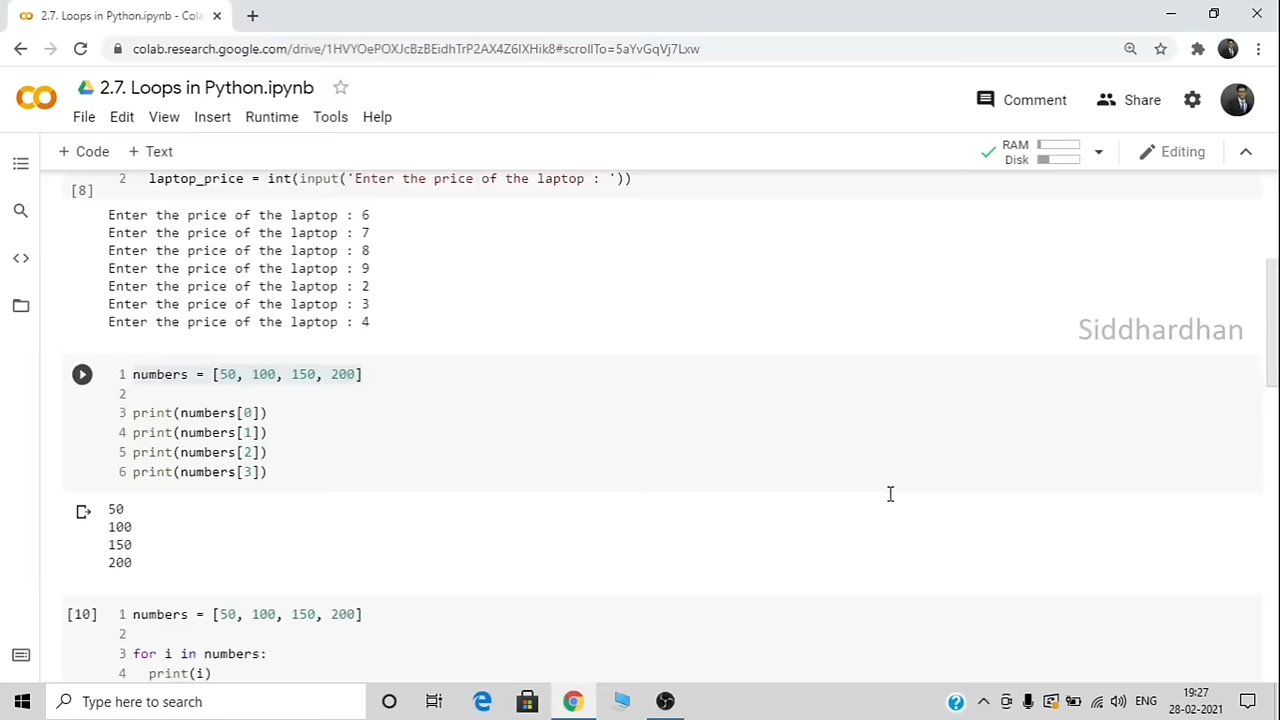 2.7. Loops in Python.ipynb - Cola
colab.research.google.com/drive/1HVYOePOXJcBzBEidhTrP2AX4Z6IXHik8#scrollTo=5aYvGqVj7Lxw
2.7. Loops in Python.ipynb
File Edit View Insert Runtime Tools Help
Comment Share
+ Code + Text
RAM
Disk
Editing
[8]
2 laptop_price = int(input('Enter the price of the laptop : '))
Enter the price of the laptop : 6
Enter the price of the laptop : 7
Enter the price of the laptop : 8
Enter the price of the laptop : 9
Enter the price of the laptop : 2
Enter the price of the laptop : 3
Enter the price of the laptop : 4
Siddhardhan
1 numbers = [50, 100, 150, 200]
2
3 print(numbers[0])
4 print(numbers[1])
5 print(numbers[2])
6 print(numbers[3])
50
100
150
200
[10] 1 numbers = [50, 100, 150, 200]
2
3 for i in numbers:
4 print(i)
Type here to search
ENG
19:27
28-02-2021